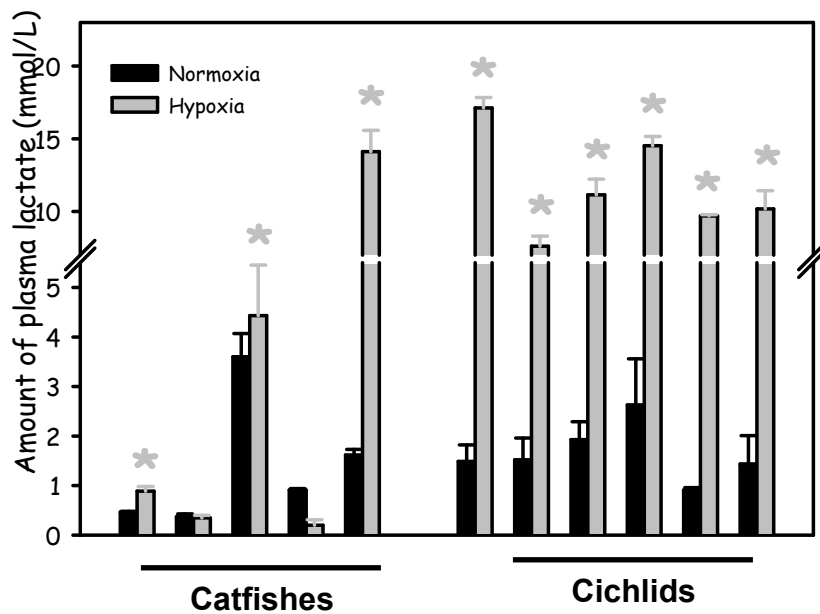 Amount of plasma lactate (mmol/L)
20
15
10
5
4
3
2
1
0
Normoxia
Hypoxia
Catfishes
Cichlids